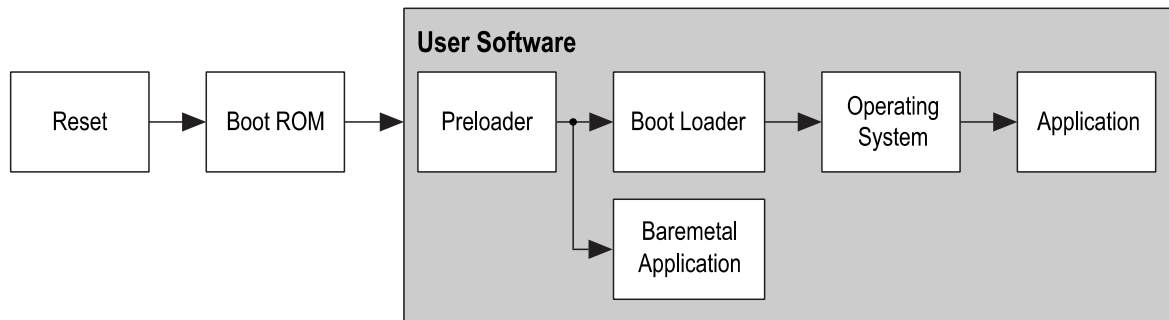 User Software
Reset
Boot ROM
Preloader
Boot Loader
Operating
System
Application
Baremetal
Application